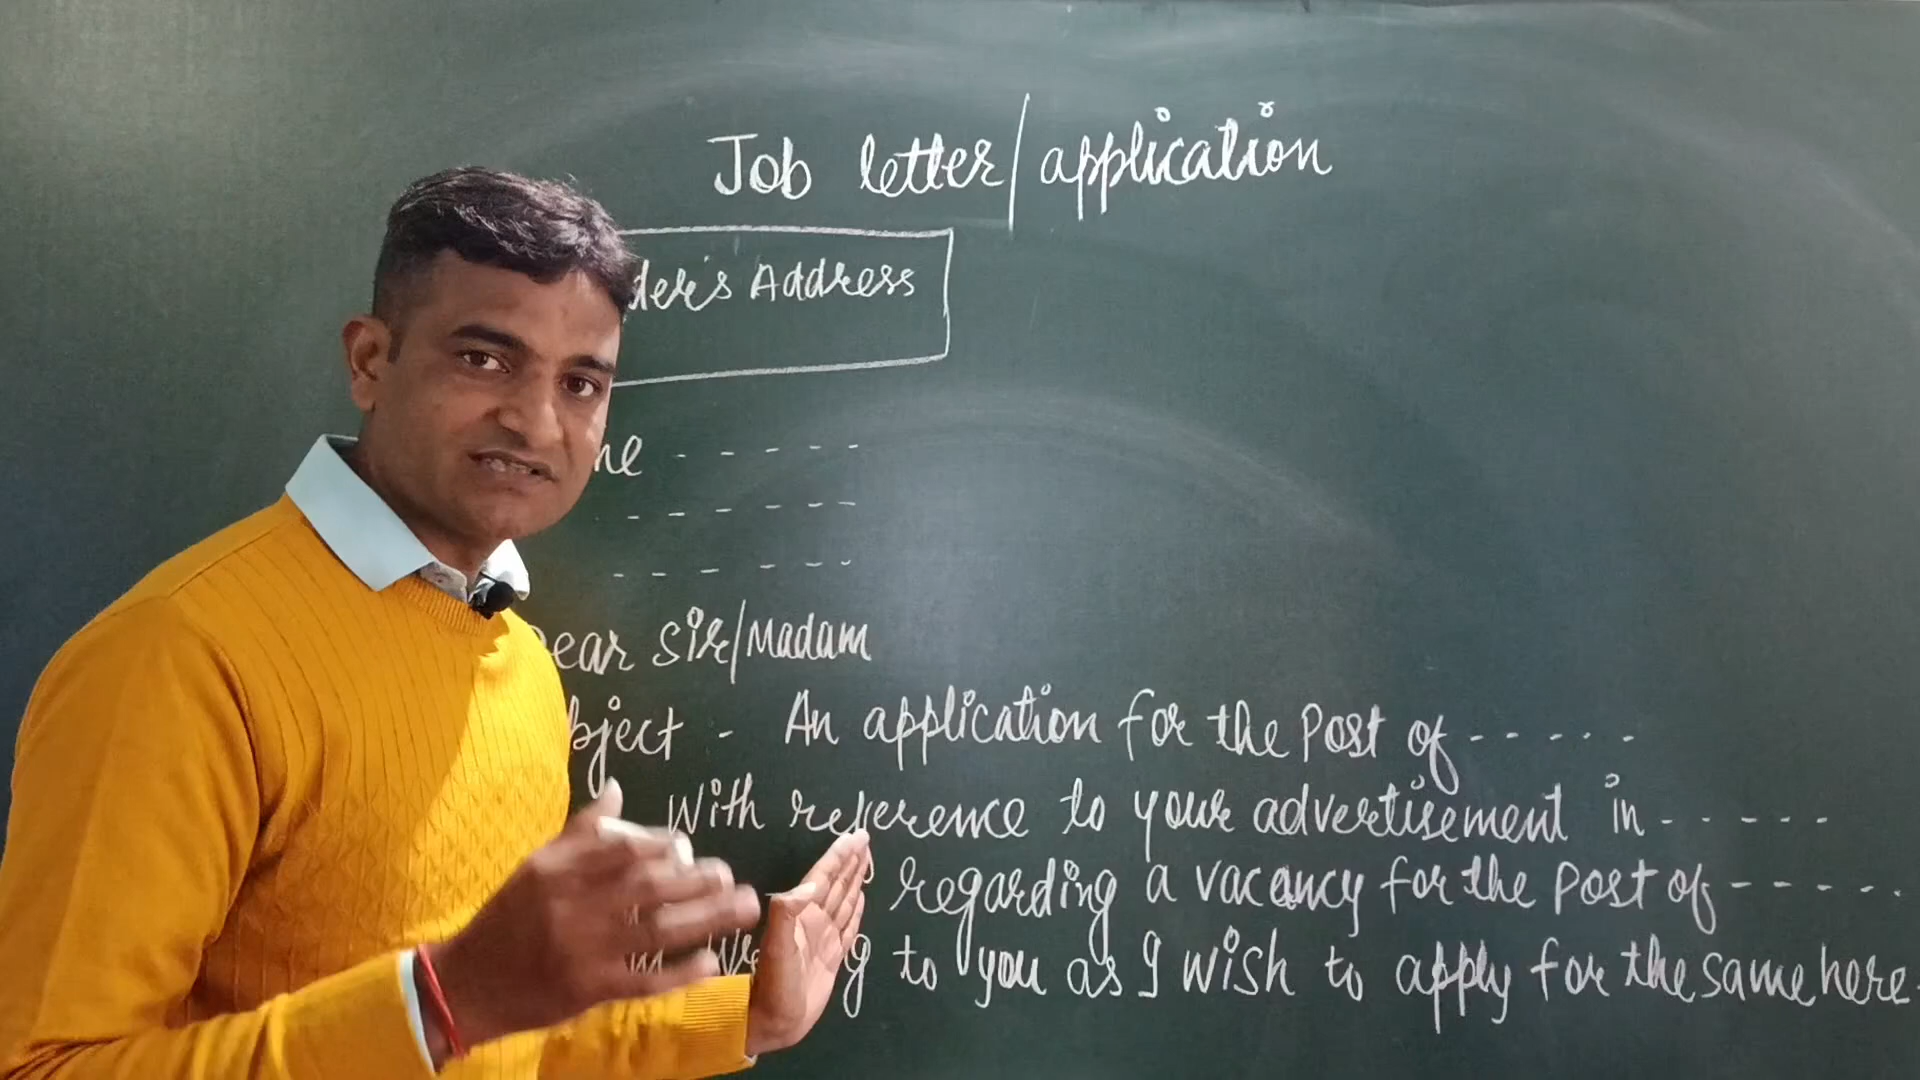 Job letter/application
der's Address
ne - - - - -
- - - - - -
- - - - - -
ear Sir/Madam
bject - An application for the Post of - - - - - -
With reference to your advertisement in - - - - -
regarding a vacancy for the Post of - - - - -
to you as I wish to apply for the same here.